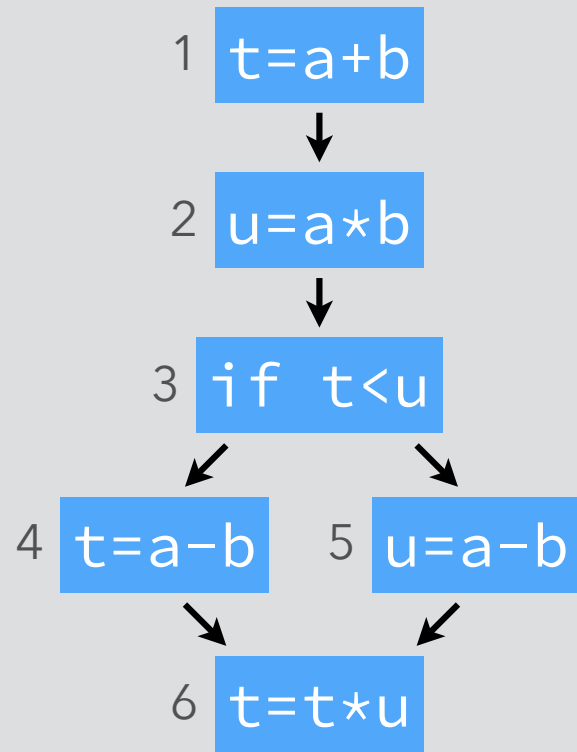 1 t=a+b
2 u=a*b
3 if t<u
4 t=a-b 5 u=a-b
6 t=t*u